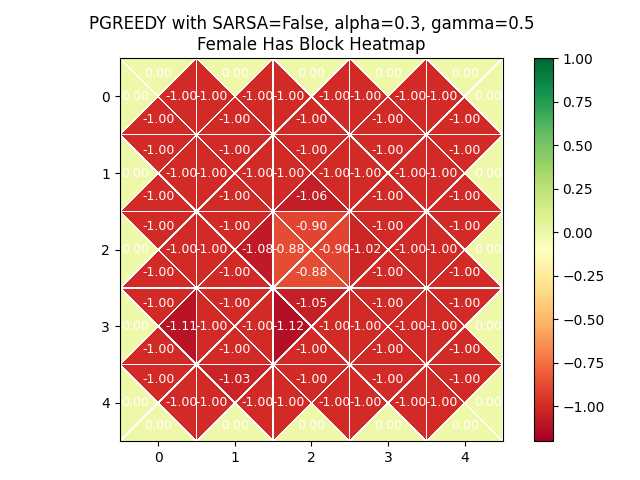 PGREEDY with SARSA=False, alpha=0.3, gamma=0.5
Female Has Block Heatmap
0.00 0.00 0.00 0.00 0.00
0 0.00 -1.00 -1.00 -1.00 -1.00 -1.00 -1.00 -1.00 -1.00 0.00
-1.00 -1.00 -1.00 -1.00 -1.00
-1.00 -1.00 -1.00 -1.00 -1.00
1 0.00 -1.00 -1.00 -1.00 -1.00 -1.00 -1.00 -1.00 -1.00 0.00
-1.00 -1.00 -1.06 -1.00 -1.00
-1.00 -1.00 -0.90 -1.00 -1.00
2 0.00 -1.00 -1.00 -1.08 -0.88 -0.90 -1.02 -1.00 -1.00 0.00
-1.00 -1.00 -0.88 -1.00 -1.00
-1.00 -1.00 -1.05 -1.00 -1.00
3 0.00 -1.11 -1.00 -1.00 -1.12 -1.00 -1.00 -1.00 -1.00 0.00
-1.00 -1.00 -1.00 -1.00 -1.00
-1.00 -1.03 -1.00 -1.00 -1.00
4 0.00 -1.00 -1.00 -1.00 -1.00 -1.00 -1.00 -1.00 -1.00 0.00
0.00 0.00 0.00 0.00 0.00
0 1 2 3 4
1.00
0.75
0.50
0.25
0.00
−0.25
−0.50
−0.75
−1.00